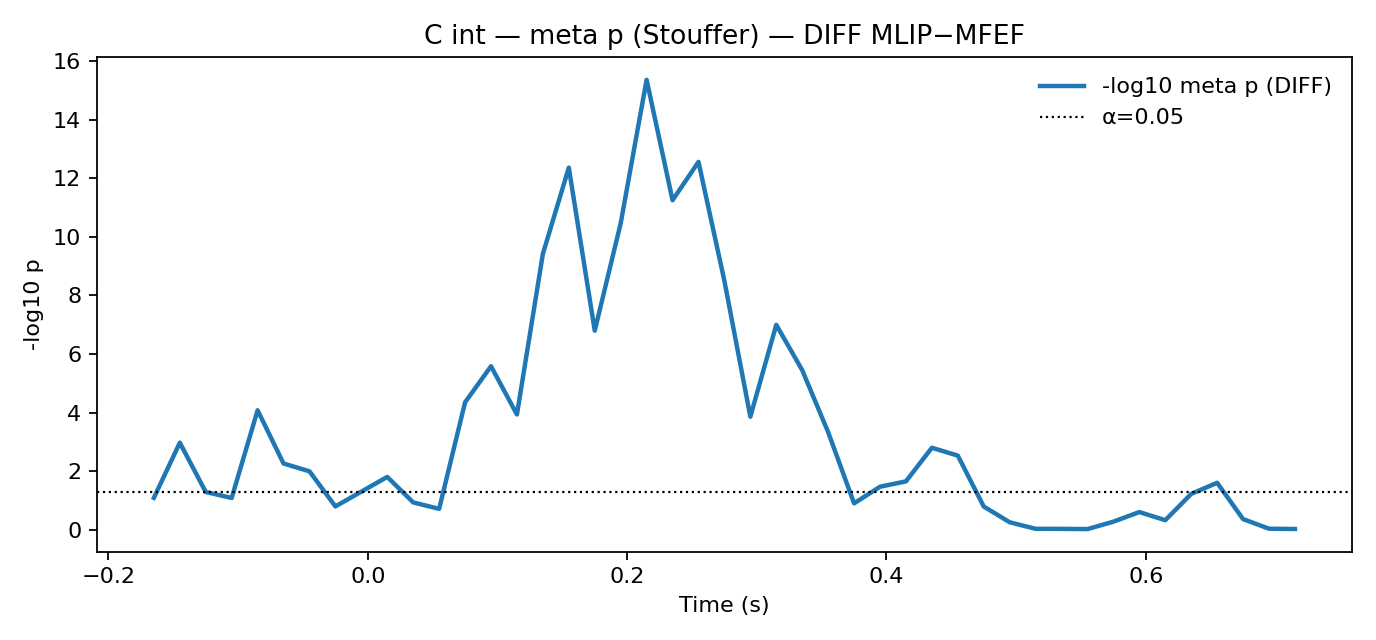 C int — meta p (Stouffer) — DIFF MLIP−MFEF
-log10 meta p (DIFF)
α=0.05
-log10 p
16
14
12
10
8
6
4
2
0
−0.2 0.0 0.2 0.4 0.6
Time (s)